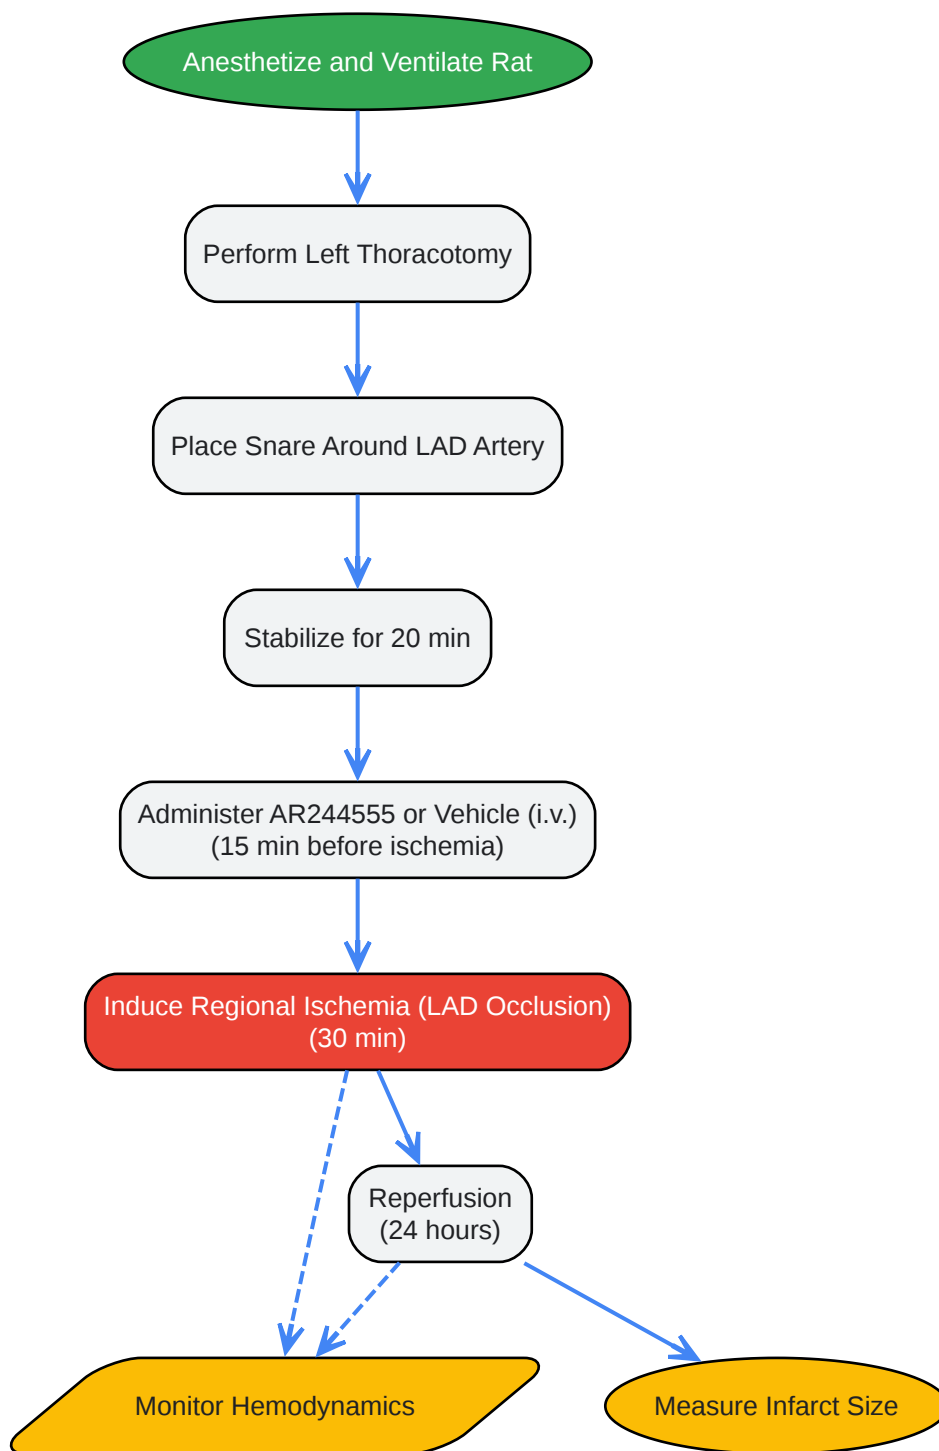 Anesthetize and Ventilate Rat
Perform Left Thoracotomy
Place Snare Around LAD Artery
Stabilize for 20 min
Administer AR244555 or Vehicle (i.v.)
(15 min before ischemia)
Induce Regional Ischemia (LAD Occlusion)
(30 min)
Reperfusion
(24 hours)
Monitor Hemodynamics
Measure Infarct Size